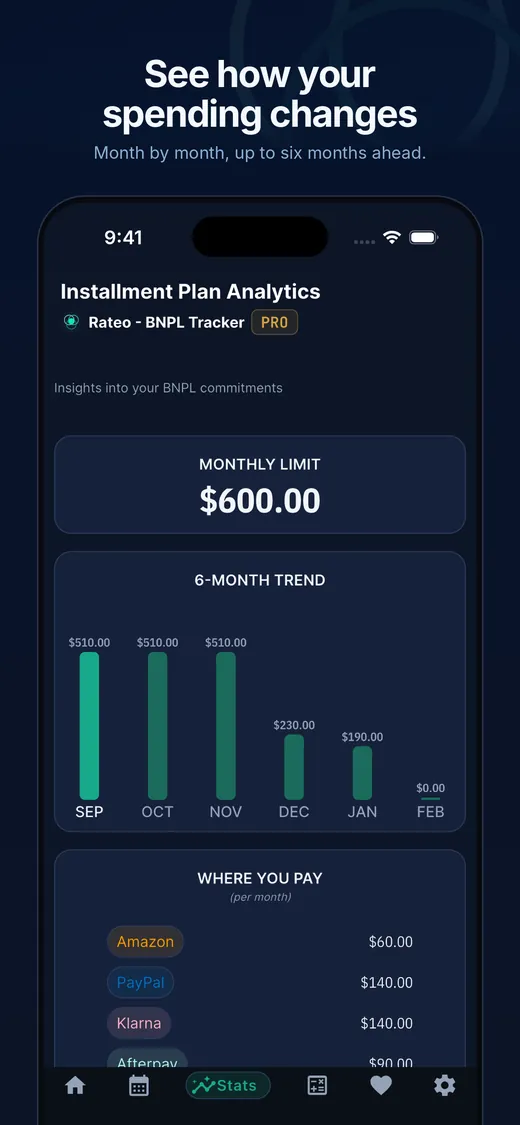 See how your
spending changes
Month by month, up to six months ahead.
9:41
Installment Plan Analytics
Rateo - BNPL Tracker PRO
Insights into your BNPL commitments
MONTHLY LIMIT
$600.00
6-MONTH TREND
$510.00 $510.00 $510.00 $230.00 $190.00 $0.00
SEP OCT NOV DEC JAN FEB
WHERE YOU PAY
(per month)
Amazon $60.00
PayPal $140.00
Klarna $140.00
Afterpay $90.00
Stats